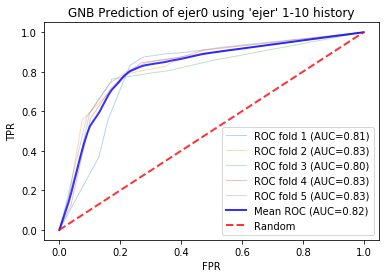 GNB Prediction of ejer0 using 'ejer' 1-10 history
TPR
1.0
0.8
0.6
0.4
0.2
0.0
ROC fold 1 (AUC=0.81)
ROC fold 2 (AUC=0.83)
ROC fold 3 (AUC=0.80)
ROC fold 4 (AUC=0.83)
ROC fold 5 (AUC=0.83)
Mean ROC (AUC=0.82)
Random
0.0 0.2 0.4 0.6 0.8 1.0
FPR